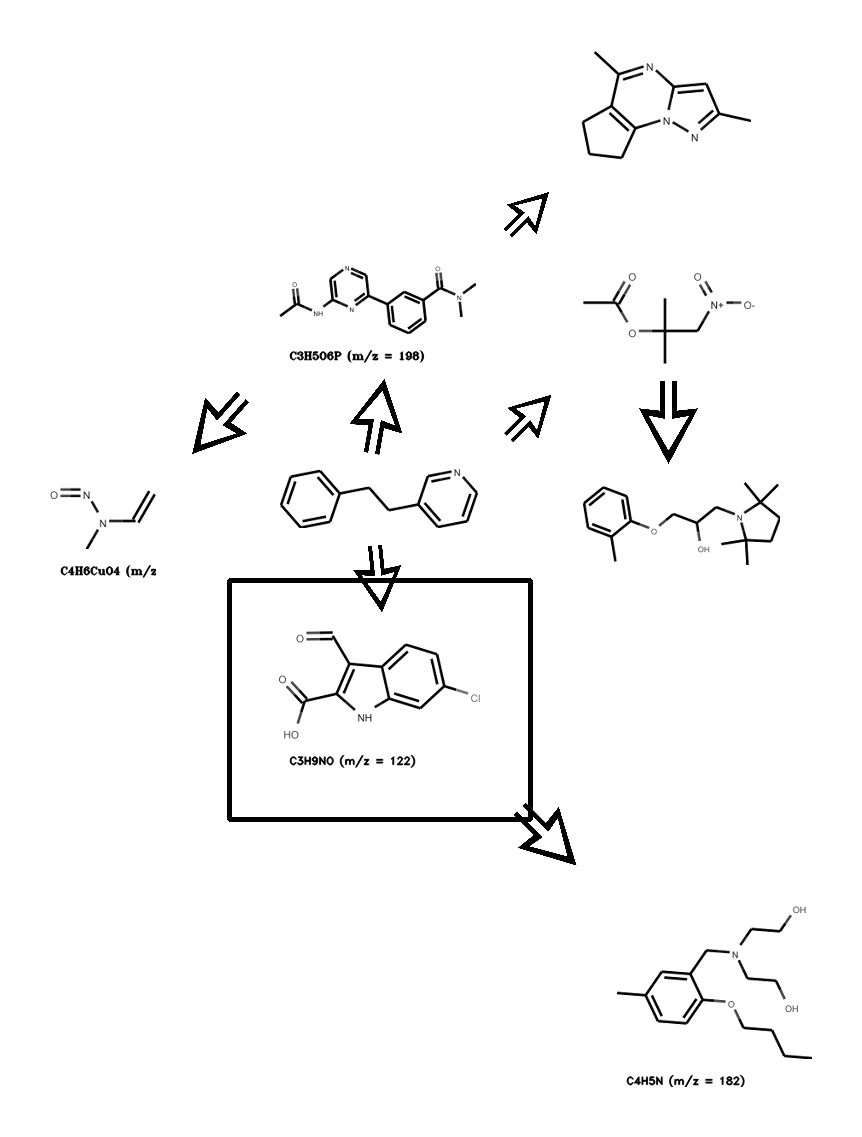 N
N
N
O
N
O
NH
N
N
C3H5O6P (m/z = 198)
O
O
N+
O-
O
O
N
N
C4H6CuO4 (m/z
N
N
O
OH
O
O
HO
NH
Cl
C3H9NO (m/z = 122)
OH
N
O
OH
C4H5N (m/z = 182)